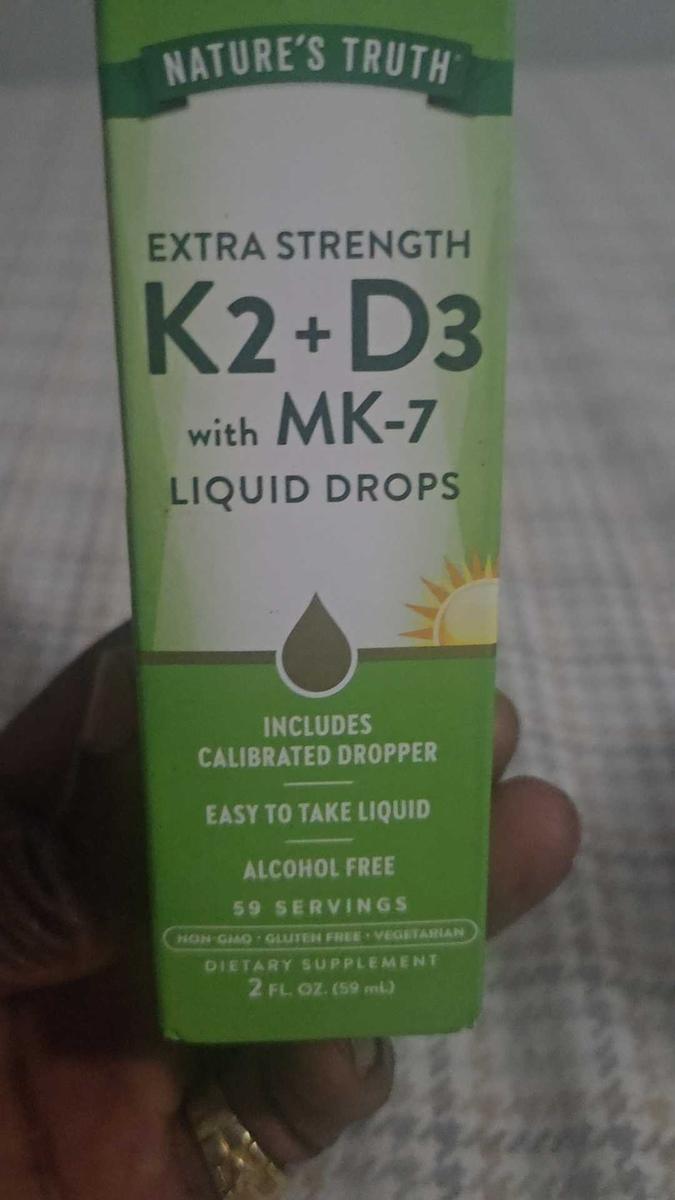 NATURE'S TRUTH
EXTRA STRENGTH
K2+D3
with MK-7
LIQUID DROPS
INCLUDES
CALIBRATED DROPPER
EASY TO TAKE LIQUID
ALCOHOL FREE
59 SERVINGS
NON-GMO • GLUTEN FREE • VEGETARIAN
DIETARY SUPPLEMENT
2 FL. OZ. (59 mL)